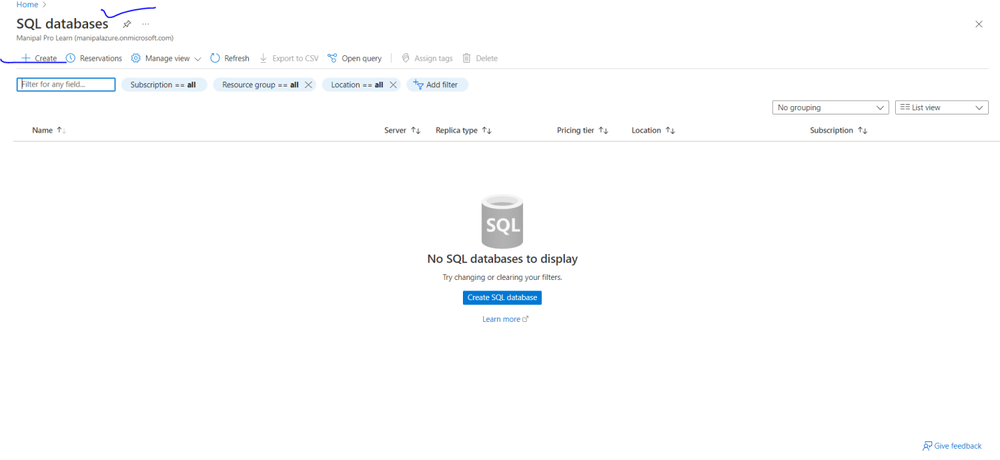 Home >
SQL databases ...
Manipal Pro Learn (manipalazure.onmicrosoft.com)
+ Create Reservations Manage view Refresh Export to CSV Open query Assign tags Delete
Filter for any field... Subscription == all Resource group == all Location == all Add filter
No grouping List view
Name Server Replica type Pricing tier Location Subscription
SQL
No SQL databases to display
Try changing or clearing your filters.
Create SQL database
Learn more
Give feedback